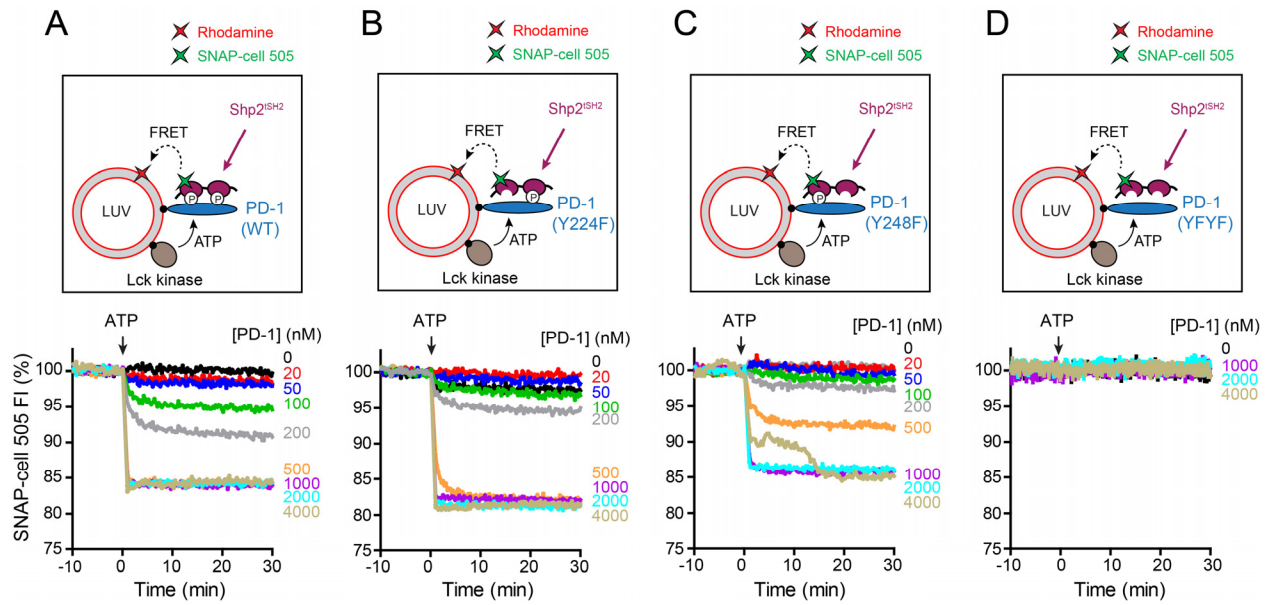 A
Rhodamine
SNAP-cell 505
Shp2tSH2
FRET
P P
LUV
PD-1
(WT)
ATP
Lck kinase
ATP
[PD-1] (nM)
0
20
50
100
200
500
1000
2000
4000
SNAP-cell 505 FI (%)
100
95
90
85
80
75
-10 0 10 20 30
Time (min)
B
Rhodamine
SNAP-cell 505
Shp2tSH2
FRET
P
LUV
PD-1
(Y224F)
ATP
Lck kinase
ATP
[PD-1] (nM)
0
20
50
100
200
500
1000
2000
4000
100
95
90
85
80
75
-10 0 10 20 30
Time (min)
C
Rhodamine
SNAP-cell 505
Shp2tSH2
FRET
P
LUV
PD-1
(Y248F)
ATP
Lck kinase
ATP
[PD-1] (nM)
0
20
50
100
200
500
1000
2000
4000
100
95
90
85
80
75
-10 0 10 20 30
Time (min)
D
Rhodamine
SNAP-cell 505
Shp2tSH2
FRET
LUV
PD-1
(YFYF)
ATP
Lck kinase
ATP
[PD-1] (nM)
0
1000
2000
4000
100
95
90
85
80
75
-10 0 10 20 30
Time (min)